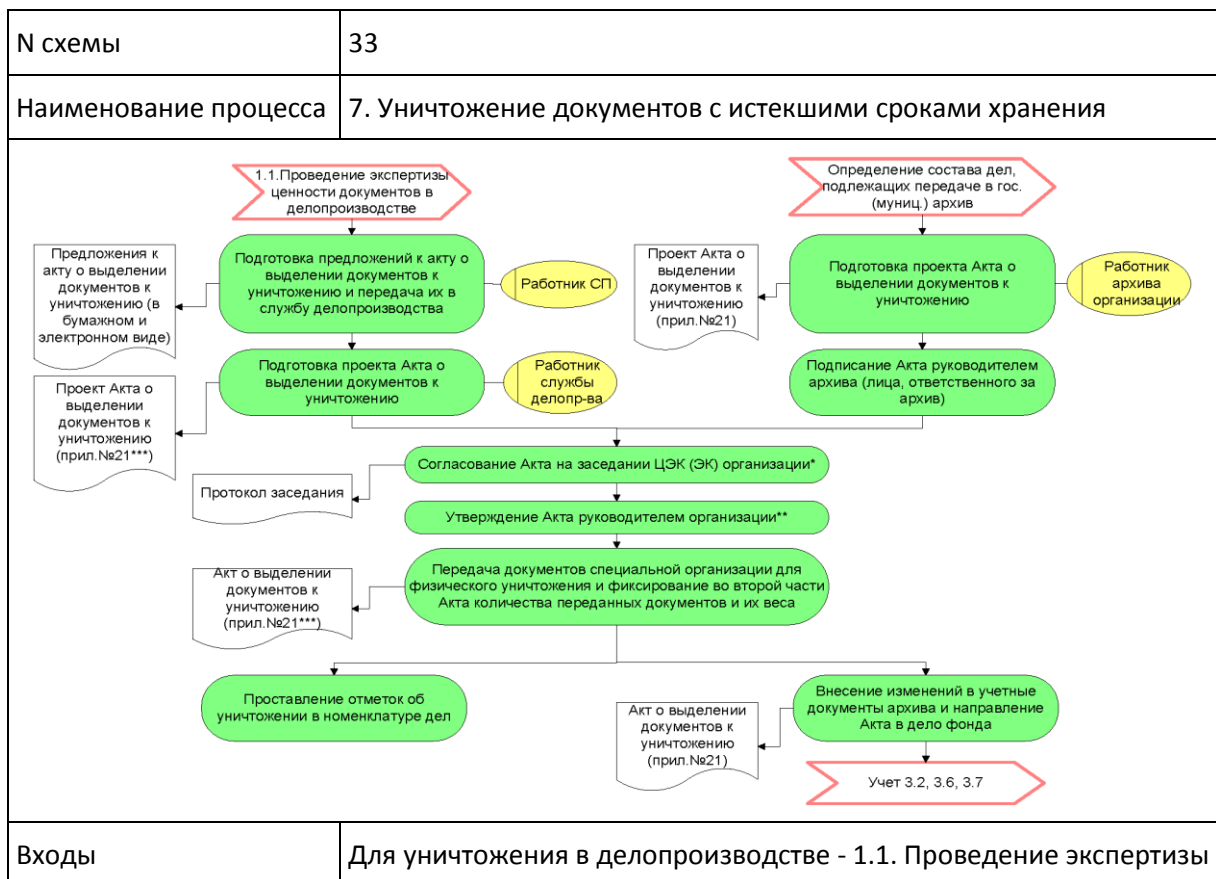 N схемы
33
Наименование процесса
7. Уничтожение документов с истекшими сроками хранения
1.1.Проведение экспертизы
ценности документов в
делопроизводстве
Определение состава дел,
подлежащих передаче в гос.
(муниц.) архив
Предложения к
акту о выделении
документов к
уничтожению (в
бумажном и
электронном виде)
Подготовка предложений к акту о
выделении документов к
уничтожению и передача их в
службу делопроизводства
Работник СП
Проект Акта о
выделении
документов к
уничтожению
(прил.№21)
Подготовка проекта Акта о
выделении документов к
уничтожению
Работник
архива
организации
Проект Акта о
выделении
документов к
уничтожению
(прил.№21***)
Подготовка проекта Акта о
выделении документов к
уничтожению
Работник
службы
делопр-ва
Подписание Акта руководителем
архива (лица, ответственного за
архив)
Согласование Акта на заседании ЦЭК (ЭК) организации*
Протокол заседания
Утверждение Акта руководителем организации**
Акт о выделении
документов к
уничтожению
(прил.№21***)
Передача документов специальной организации для
физического уничтожения и фиксирование во второй части
Акта количества переданных документов и их веса
Проставление отметок об
уничтожении в номенклатуре дел
Акт о выделении
документов к
уничтожению
(прил.№21)
Внесение изменений в учетные
документы архива и направление
Акта в дело фонда
Учет 3.2, 3.6, 3.7
Входы
Для уничтожения в делопроизводстве - 1.1. Проведение экспертизы